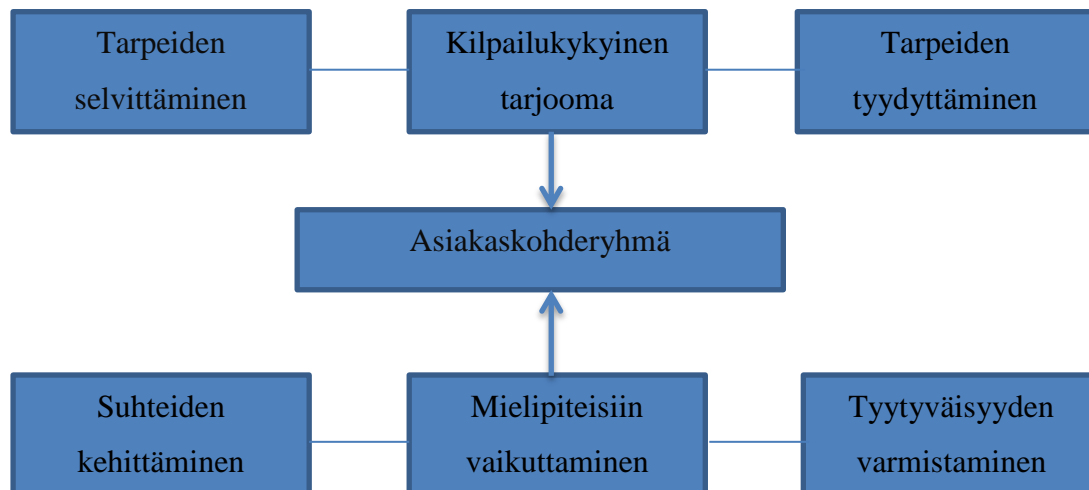 Tarpeiden
selvittäminen
Kilpailukykyinen
tarjooma
Tarpeiden
tyydyttäminen
Asiakaskohderyhmä
Suhteiden
kehittäminen
Mielipiteisiin
vaikuttaminen
Tyytyväisyyden
varmistaminen